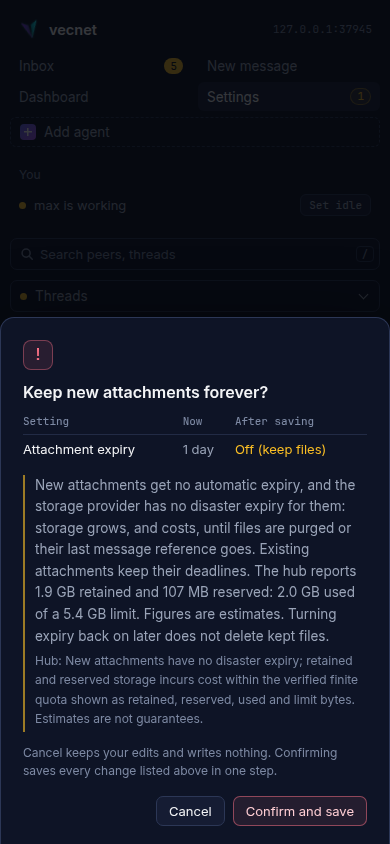 vecnet 127.0.0.1:37945
Inbox 5 New message
Dashboard Settings 1
Add agent
You
max is working Set idle
Search peers, threads /
Threads
!
Keep new attachments forever?
Setting Now After saving
Attachment expiry 1 day Off (keep files)
New attachments get no automatic expiry, and the
storage provider has no disaster expiry for them:
storage grows, and costs, until files are purged or
their last message reference goes. Existing
attachments keep their deadlines. The hub reports
1.9 GB retained and 107 MB reserved: 2.0 GB used
of a 5.4 GB limit. Figures are estimates. Turning
expiry back on later does not delete kept files.
Hub: New attachments have no disaster expiry; retained
and reserved storage incurs cost within the verified finite
quota shown as retained, reserved, used and limit bytes.
Estimates are not guarantees.
Cancel keeps your edits and writes nothing. Confirming
saves every change listed above in one step.
Cancel Confirm and save